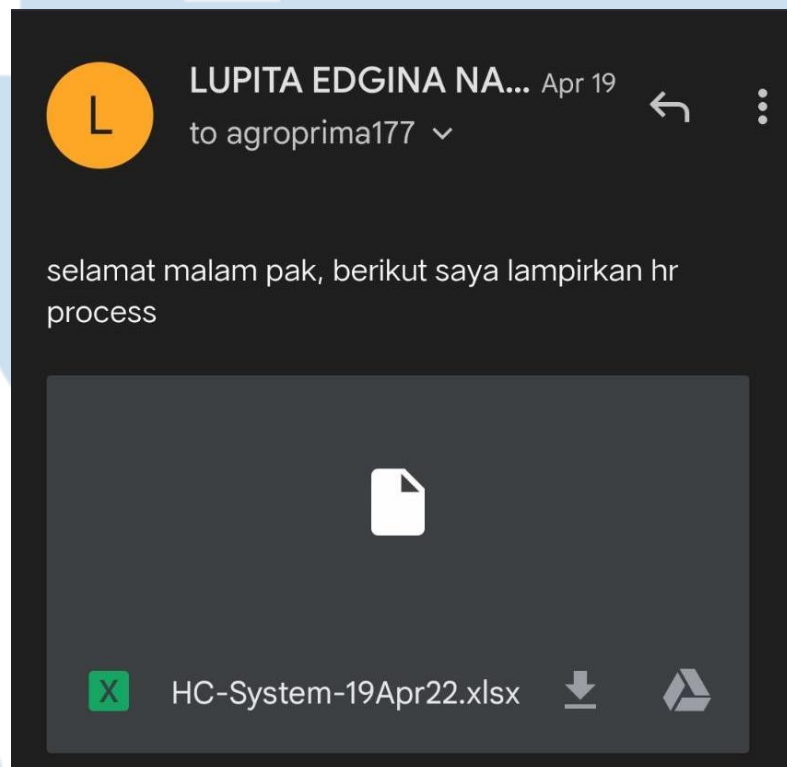 L
LUPITA EDGINA NA... Apr 19
to agroprima177
selamat malam pak, berikut saya lampirkan hr
process
X HC-System-19Apr22.xlsx